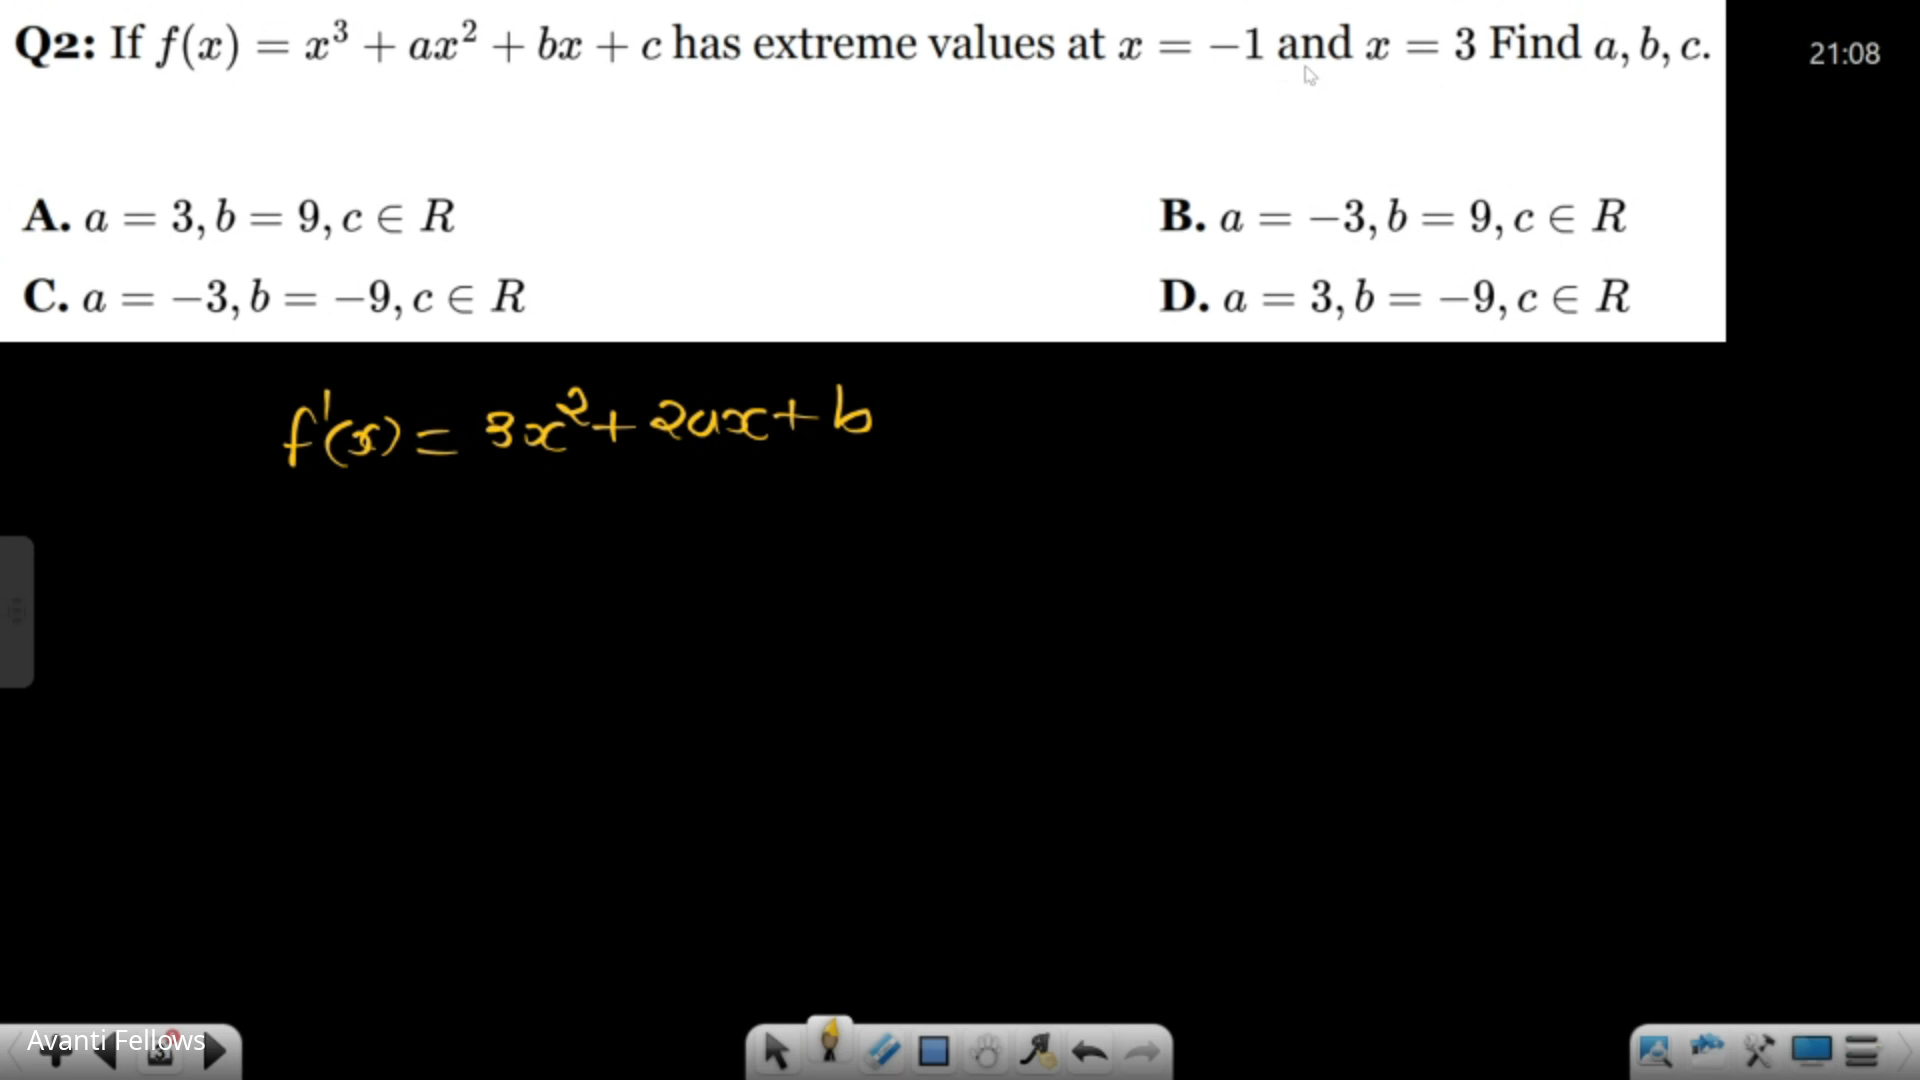 Q2: If f(x) = x³ + ax² + bx + c has extreme values at x = −1 and x = 3 Find a, b, c.
21:08
A. a = 3, b = 9, c ∈ R
B. a = −3, b = 9, c ∈ R
C. a = −3, b = −9, c ∈ R
D. a = 3, b = −9, c ∈ R
f'(x) = 3x² + 2ax + b
Avanti Fellows